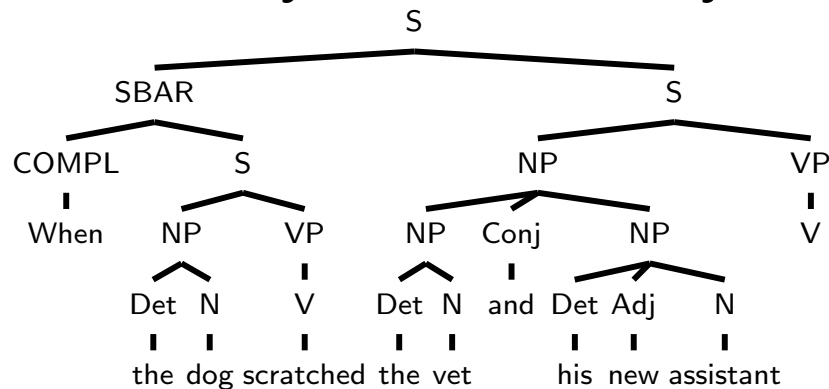 S
SBAR S
COMPL S NP VP
When NP VP NP Conj NP V
Det N V Det N and Det Adj N
the dog scratched the vet his new assistant